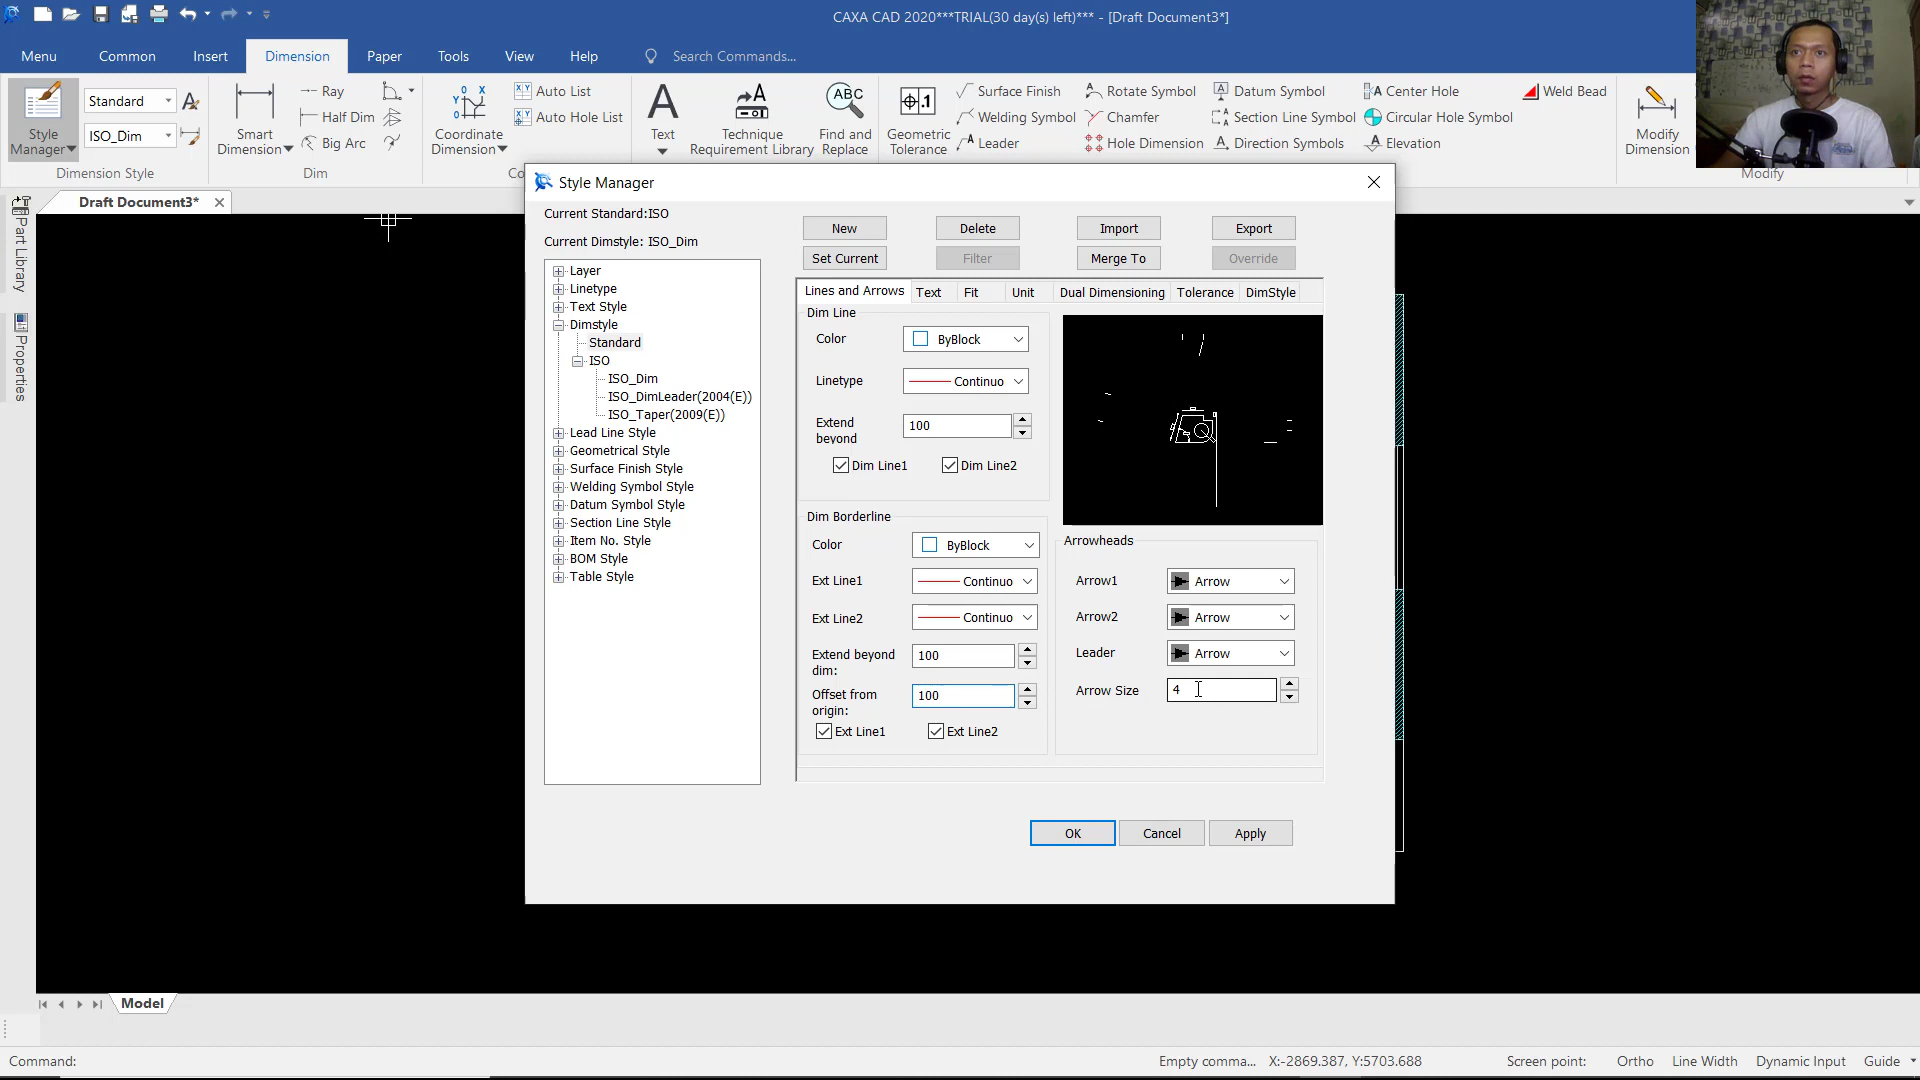 CAXA CAD 2020***TRIAL(30 day(s) left)*** - [Draft Document3*]
Menu Common Insert Dimension Paper Tools View Help Search Commands...
Style Manager
Standard
ISO_Dim
Dimension Style
Smart Dimension
Ray
Half Dim
Big Arc
Dim
Coordinate Dimension
Auto List
Auto Hole List
Co
Text
Technique Requirement Library
Find and Replace
Geometric Tolerance
Surface Finish
Welding Symbol
Leader
Rotate Symbol
Chamfer
Hole Dimension
Datum Symbol
Section Line Symbol
Direction Symbols
Center Hole
Circular Hole Symbol
Elevation
Weld Bead
Modify Dimension
Modify
Draft Document3*
Part Library
Properties
Style Manager
Current Standard:ISO
Current Dimstyle: ISO_Dim
New Delete Import Export
Set Current Filter Merge To Override
Layer
Linetype
Text Style
Dimstyle
Standard
ISO
ISO_Dim
ISO_DimLeader(2004(E))
ISO_Taper(2009(E))
Lead Line Style
Geometrical Style
Surface Finish Style
Welding Symbol Style
Datum Symbol Style
Section Line Style
Item No. Style
BOM Style
Table Style
Lines and Arrows Text Fit Unit Dual Dimensioning Tolerance DimStyle
Dim Line
Color ByBlock
Linetype Continuo
Extend beyond 100
Dim Line1 Dim Line2
Dim Borderline
Color ByBlock
Ext Line1 Continuo
Ext Line2 Continuo
Extend beyond dim: 100
Offset from origin: 100
Ext Line1 Ext Line2
Arrowheads
Arrow1 Arrow
Arrow2 Arrow
Leader Arrow
Arrow Size 4
OK Cancel Apply
Model
Command:
Empty comma... X:-2869.387, Y:5703.688 Screen point: Ortho Line Width Dynamic Input Guide